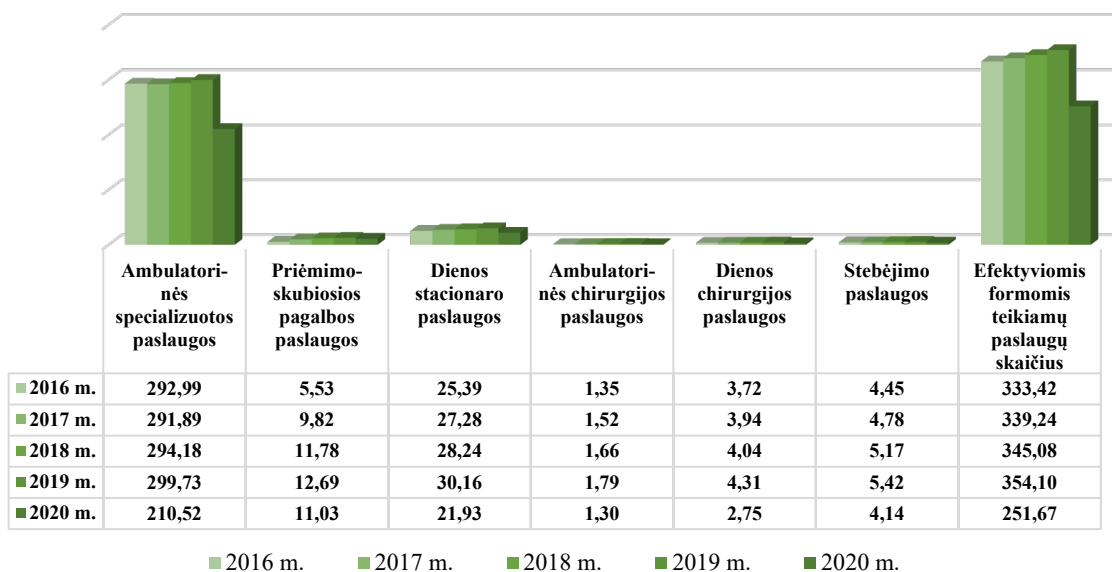 Ambulatori-
nės
specializuotos
paslaugos
Priėmimo-
skubiosios
pagalbos
paslaugos
Dienos
stacionaro
paslaugos
Ambulatori-
nės chirurgijos
paslaugos
Dienos
chirurgijos
paslaugos
Stebėjimo
paslaugos
Efektyviomis
formomis
teikiamų
paslaugų
skaičius
2016 m. 292,99 5,53 25,39 1,35 3,72 4,45 333,42
2017 m. 291,89 9,82 27,28 1,52 3,94 4,78 339,24
2018 m. 294,18 11,78 28,24 1,66 4,04 5,17 345,08
2019 m. 299,73 12,69 30,16 1,79 4,31 5,42 354,10
2020 m. 210,52 11,03 21,93 1,30 2,75 4,14 251,67
2016 m. 2017 m. 2018 m. 2019 m. 2020 m.